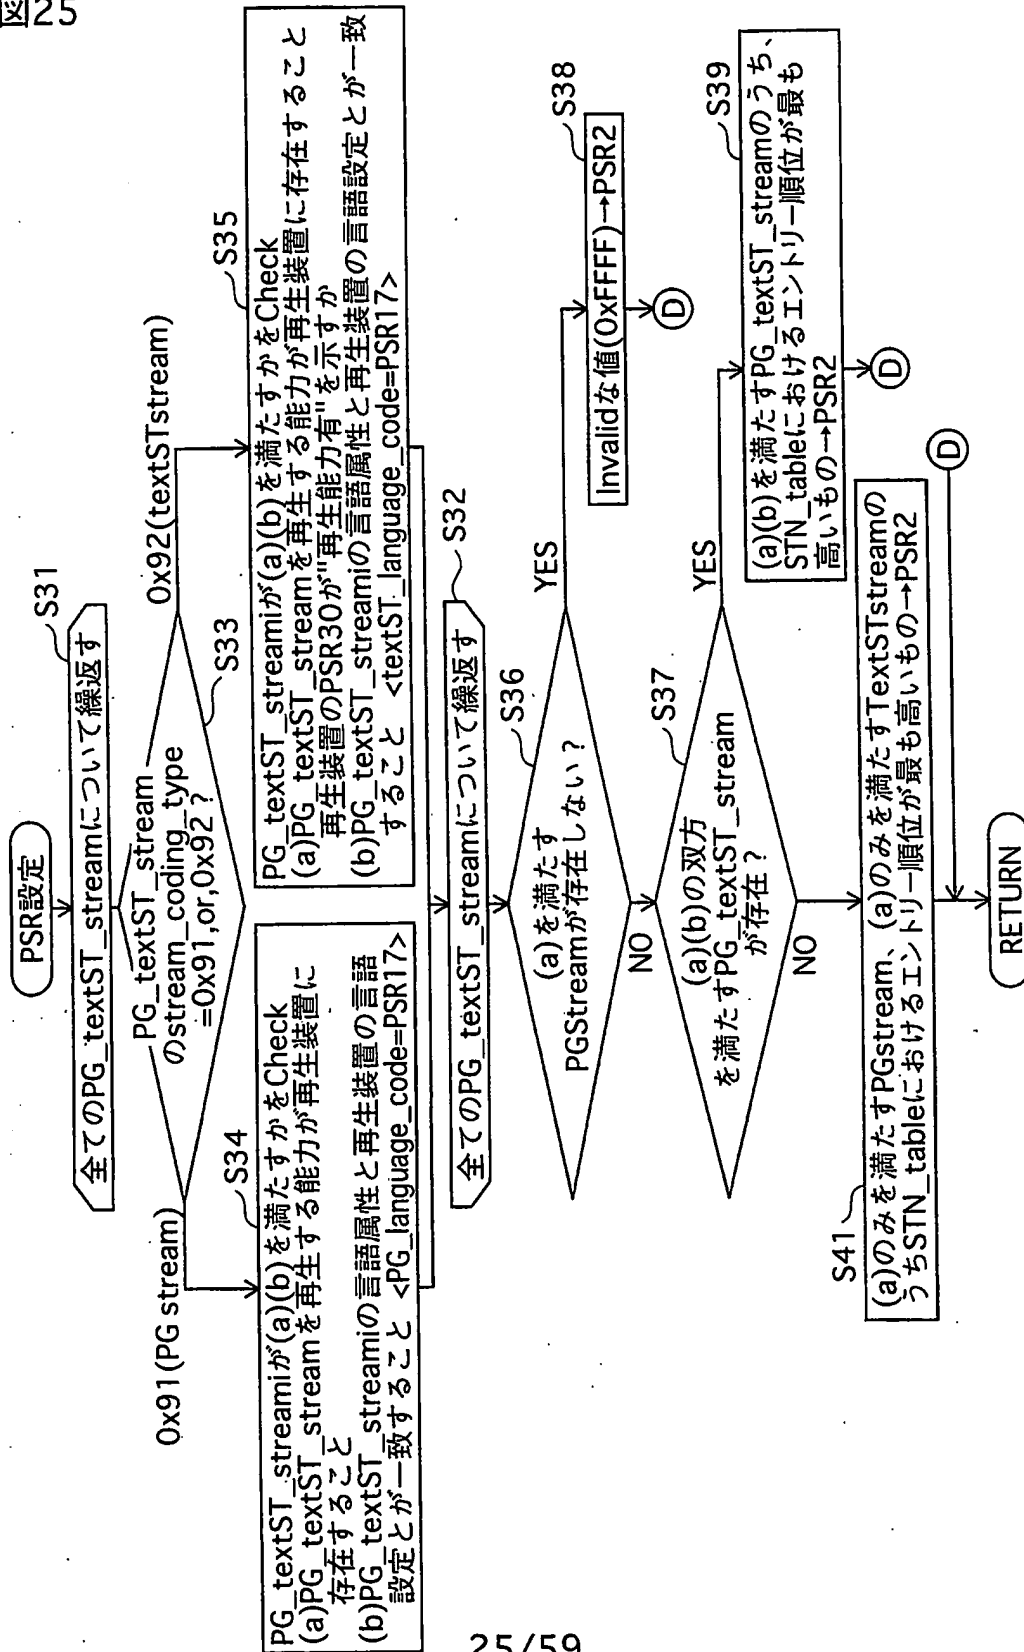 図25
PSR設定
S31
全てのPG_textST_streamについて繰返す
PG_textST_stream
のstream_coding_type
=0x91,or,0x92？
S33
0x91(PG stream)
0x92(textSTstream)
S34
PG_textST_streamiが(a)(b)を満たすかをCheck
(a)PG_textST_streamを再生する能力が再生装置に
存在すること
(b)PG_textST_streamiの言語属性と再生装置の言語
設定とが一致すること <PG_language_code=PSR17>
S35
PG_textST_streamiが(a)(b)を満たすかをCheck
(a)PG_textST_streamを再生する能力が再生装置に存在すること
再生装置のPSR30が"再生能力有"を示すか
(b)PG_textST_streamiの言語属性と再生装置の言語設定とが一致
すること <textST_language_code=PSR17>
S32
全てのPG_textST_streamについて繰返す
S36
(a)を満たす
PGStreamが存在しない？
YES
NO
S38
Invalidな値(0xFFFF)→PSR2
D
S37
(a)(b)の双方
を満たすPG_textST_stream
が存在？
YES
NO
S39
(a)(b)を満たすPG_textST_streamのうち、
STN_tableにおけるエントリー順位が最も
高いもの→PSR2
D
S41
(a)のみを満たすPGstream、(a)のみを満たすTextSTstreamの
うちSTN_tableにおけるエントリー順位が最も高いもの→PSR2
D
RETURN
25/59